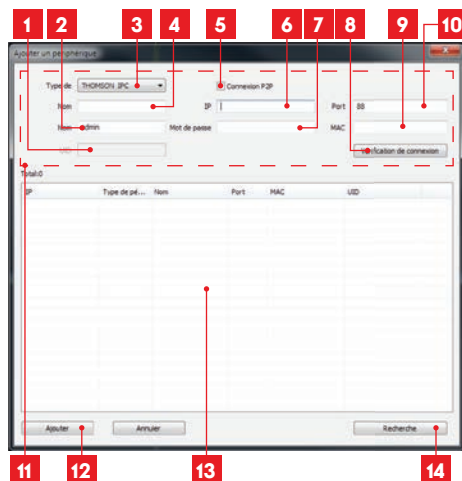 1 2 3 4 5 6 7 8 9 10
Ajouter un périphérique
Type de THOMSON IPC Connexion P2P
Nom IP Port 88
Nom admin Mot de passe MAC
UID Vérification de connexion
Total:0
IP Type de pé... Nom Port MAC UID
Ajouter Annuler Recherche
11 12 13 14